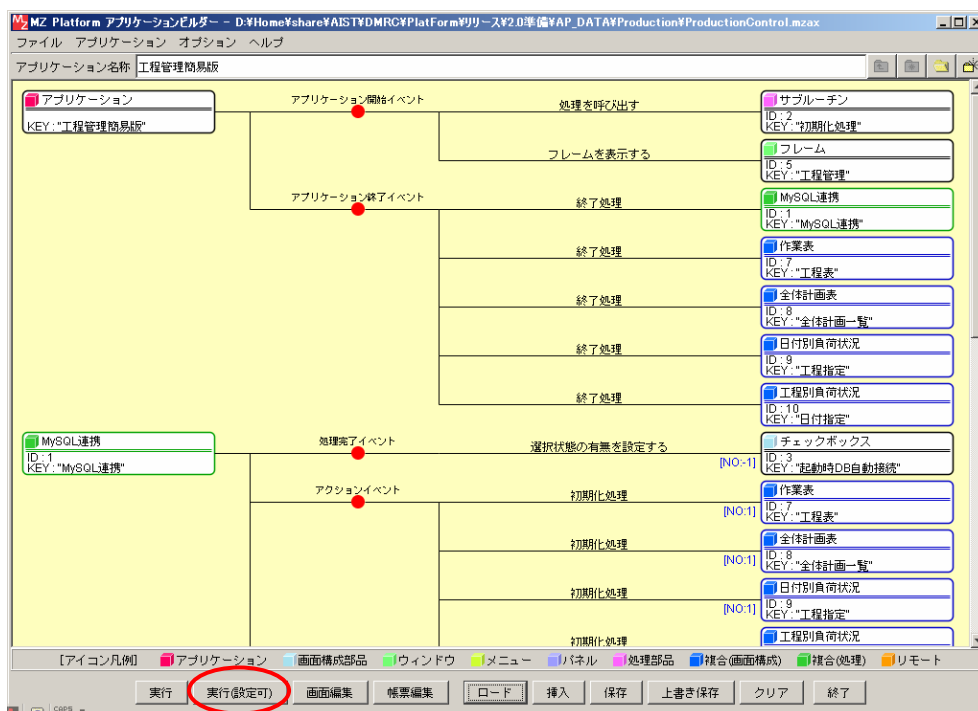 MZ Platform アプリケーションビルダー - D:¥Home¥share¥AIST¥DMRC¥PlatForm¥リリース¥2.0準備¥AP_DATA¥Production¥ProductionControl.mzax
ファイル アプリケーション オプション ヘルプ
アプリケーション名称 工程管理簡易版
アプリケーション
KEY:"工程管理簡易版"
アプリケーション開始イベント
処理を呼び出す
サブルーチン
ID:2
KEY:"初期化処理"
フレームを表示する
フレーム
ID:5
KEY:"工程管理"
アプリケーション終了イベント
終了処理
MySQL連携
ID:1
KEY:"MySQL連携"
終了処理
作業表
ID:7
KEY:"工程表"
終了処理
全体計画表
ID:8
KEY:"全体計画一覧"
終了処理
日付別負荷状況
ID:9
KEY:"工程指定"
終了処理
工程別負荷状況
ID:10
KEY:"日付指定"
MySQL連携
ID:1
KEY:"MySQL連携"
処理完了イベント
選択状態の有無を設定する
[NO:-1]
チェックボックス
ID:3
KEY:"起動時DB自動接続"
アクションイベント
初期化処理
[NO:1]
作業表
ID:7
KEY:"工程表"
初期化処理
[NO:1]
全体計画表
ID:8
KEY:"全体計画一覧"
初期化処理
[NO:1]
日付別負荷状況
ID:9
KEY:"工程指定"
初期化処理
工程別負荷状況
[アイコン凡例] アプリケーション 画面構成部品 ウィンドウ メニュー パネル 処理部品 複合(画面構成) 複合(処理) リモート
実行 実行(設定可) 画面編集 帳票編集 ロード 挿入 保存 上書き保存 クリア 終了
CAPS